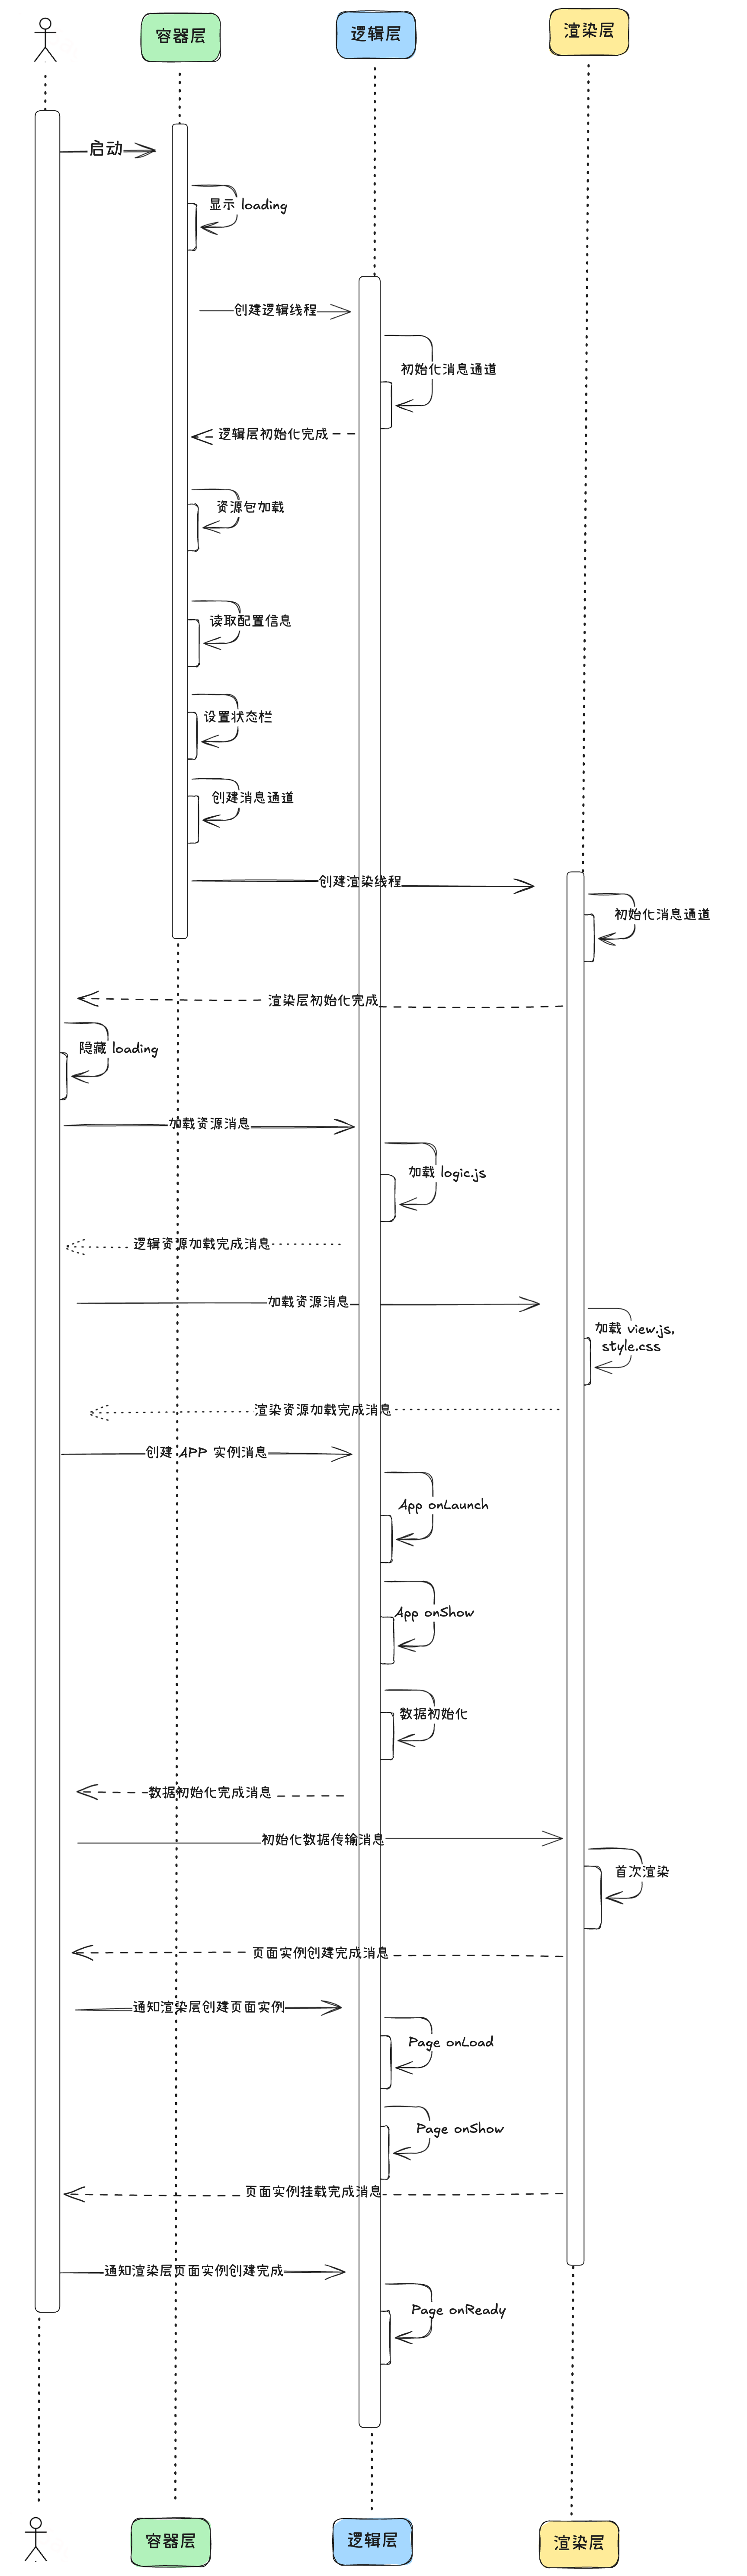 容器层
逻辑层
渲染层
启动
显示 loading
创建逻辑线程
初始化消息通道
逻辑层初始化完成
资源包加载
读取配置信息
设置状态栏
创建消息通道
创建渲染线程
初始化消息通道
渲染层初始化完成
隐藏 loading
加载资源消息
加载 logic.js
逻辑资源加载完成消息
加载资源消息
加载 view.js,
style.css
渲染资源加载完成消息
创建 APP 实例消息
App onLaunch
App onShow
数据初始化
数据初始化完成消息
初始化数据传输消息
首次渲染
页面实例创建完成消息
通知渲染层创建页面实例
Page onLoad
Page onShow
页面实例挂载完成消息
通知渲染层页面实例创建完成
Page onReady
容器层
逻辑层
渲染层